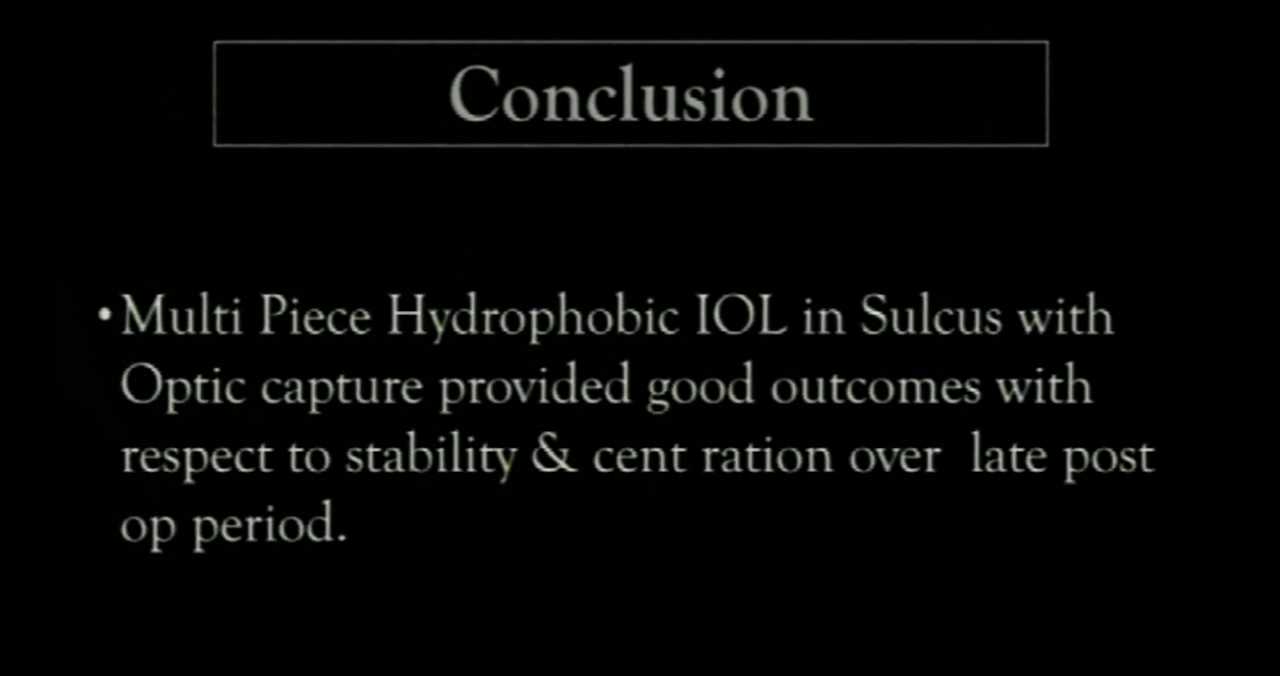 Conclusion
•Multi Piece Hydrophobic IOL in Sulcus with
Optic capture provided good outcomes with
respect to stability & cent ration over  late post
op period.